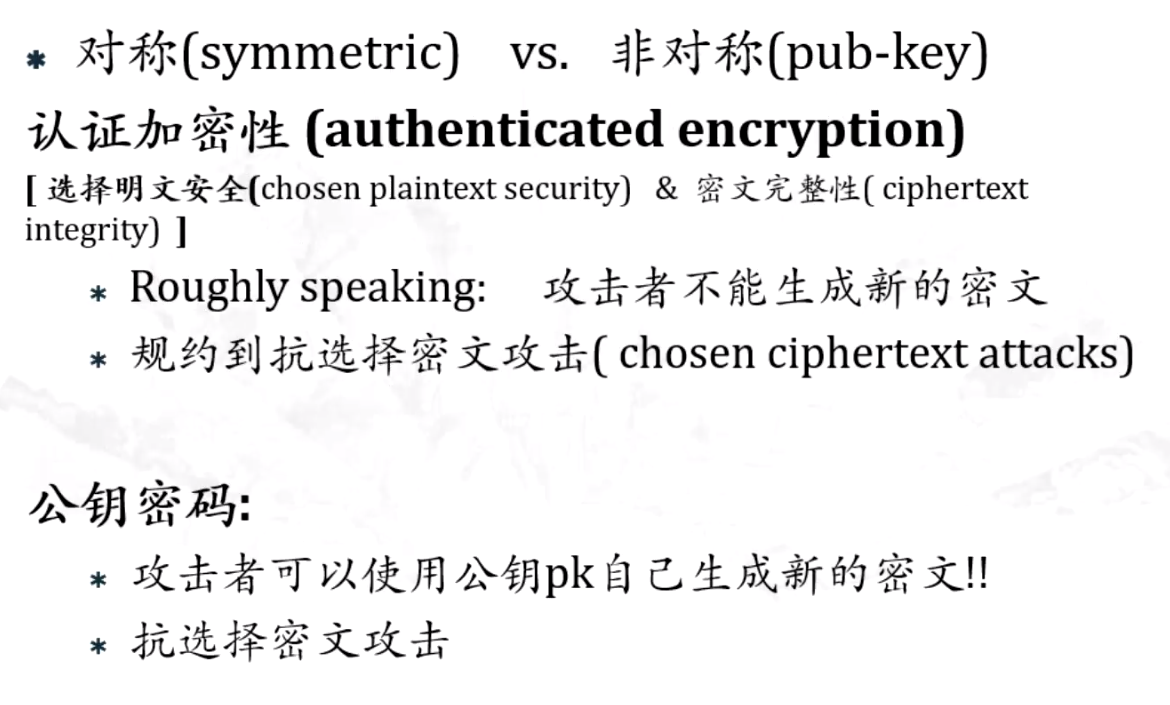 * 对称(symmetric) vs. 非对称(pub-key)
认证加密性 (authenticated encryption)
[ 选择明文安全(chosen plaintext security) & 密文完整性( ciphertext
integrity) ]
* Roughly speaking: 攻击者不能生成新的密文
* 规约到抗选择密文攻击( chosen ciphertext attacks)
公钥密码:
* 攻击者可以使用公钥pk自己生成新的密文!!
* 抗选择密文攻击